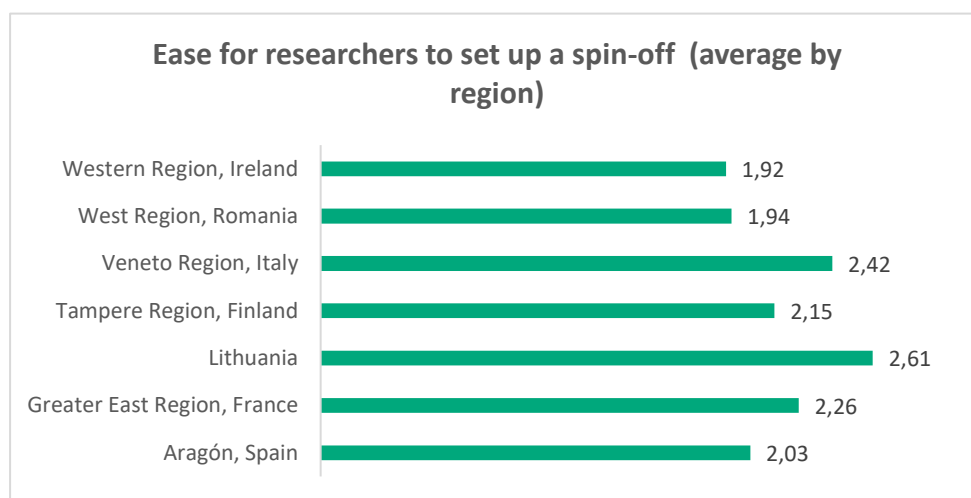 Ease for researchers to set up a spin-off  (average by
region)
Western Region, Ireland 1,92
West Region, Romania 1,94
Veneto Region, Italy 2,42
Tampere Region, Finland 2,15
Lithuania 2,61
Greater East Region, France 2,26
Aragón, Spain 2,03